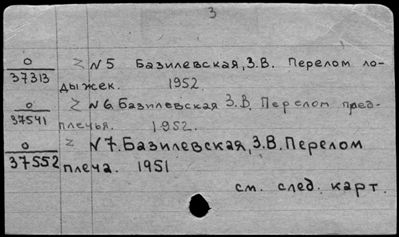 3
0 z N5 Базилевская, З.В. Перелом ло-
37313 дыжек. 1952
0 z N6. Базилевская З.В. Перелом пред-
37541 плечья. 1952.
0 z N7. Базилевская, З.В. Перелом
37552 плеча. 1951
см. след. карт.